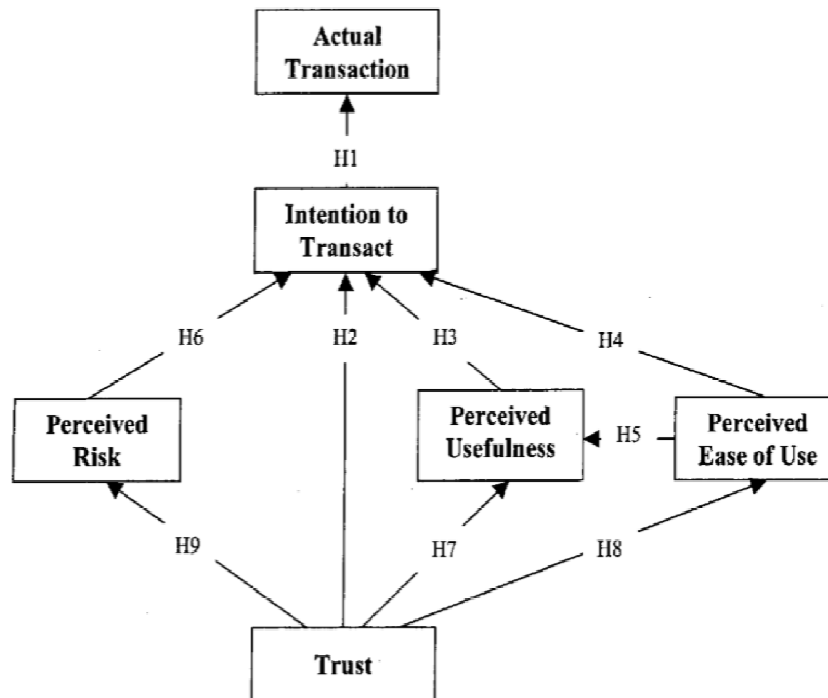 Actual
Transaction
H1
Intention to
Transact
H6
H2
H3
H4
Perceived
Risk
Perceived
Usefulness
H5
Perceived
Ease of Use
H9
H7
H8
Trust